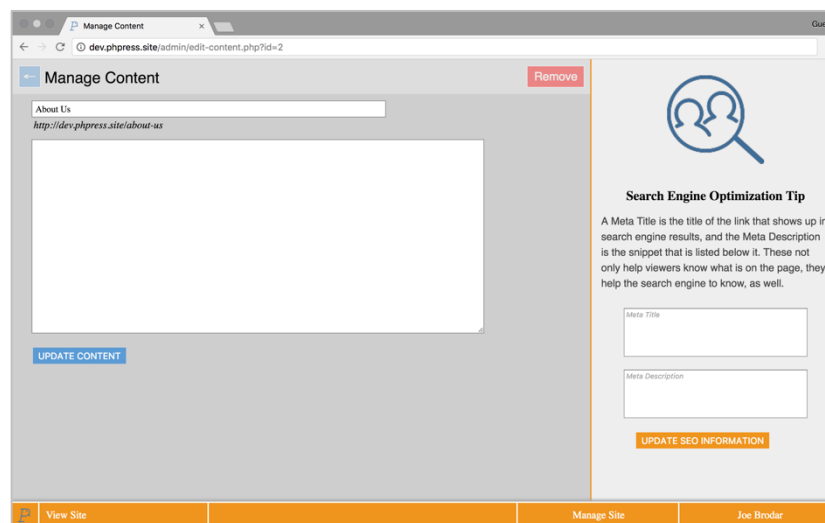 Manage Content
Gue
dev.phpress.site/admin/edit-content.php?id=2
Manage Content
Remove
About Us
http://dev.phpress.site/about-us
UPDATE CONTENT
Search Engine Optimization Tip
A Meta Title is the title of the link that shows up in
search engine results, and the Meta Description
is the snippet that is listed below it. These not
only help viewers know what is on the page, they
help the search engine to know, as well.
Meta Title
Meta Description
UPDATE SEO INFORMATION
View Site
Manage Site
Joe Brodar